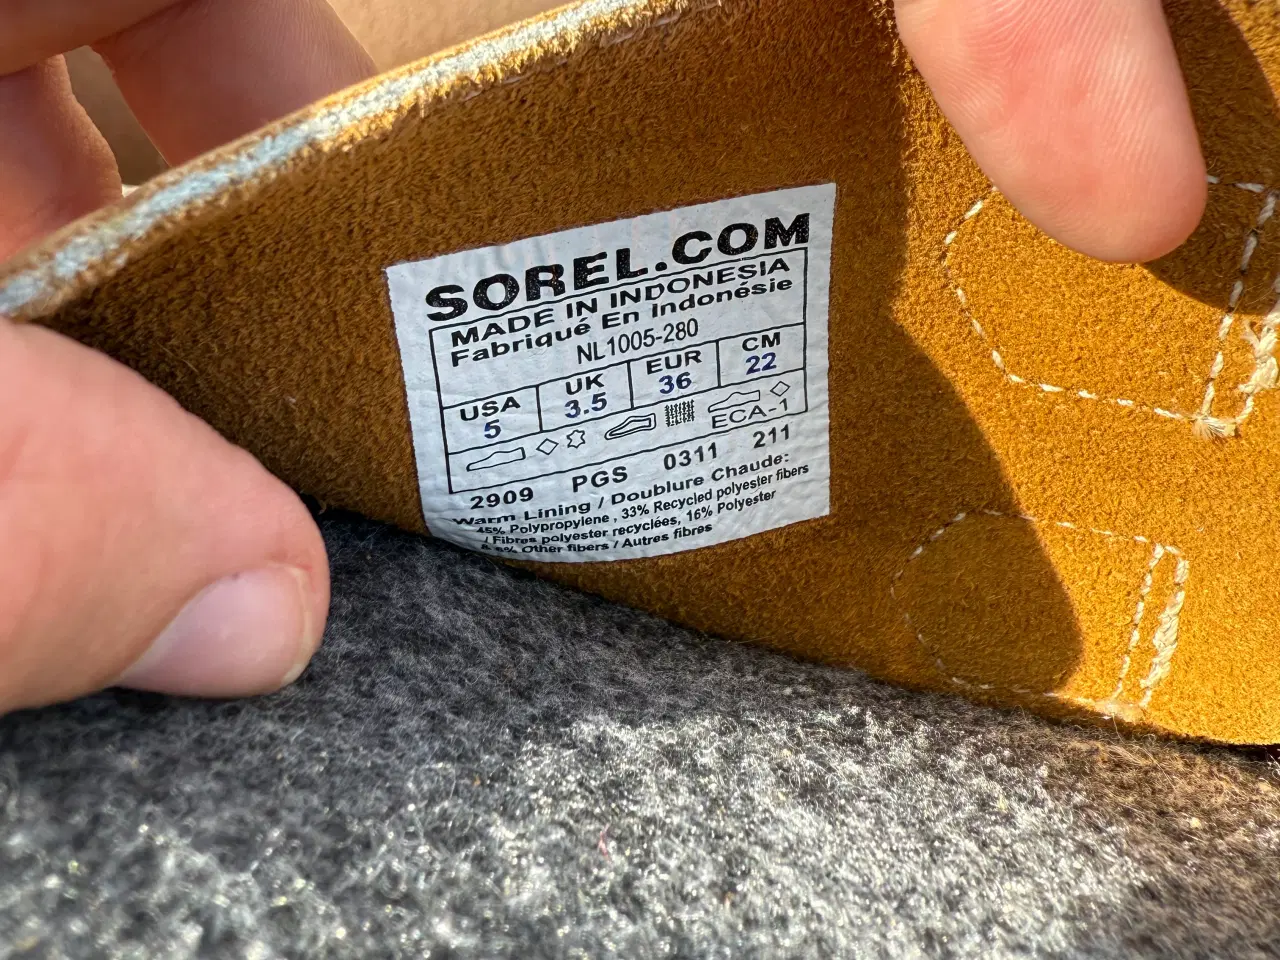 SOREL.COM
MADE IN INDONESIA
Fabriqué En Indonésie
NL1005-280
USA UK EUR CM
5 3.5 36 22
ECA-1
2909 PGS 0311 211
Warm Lining / Doublure Chaude:
45% Polypropylene, 33% Recycled polyester fibers
/ Fibres polyester recyclées, 16% Polyester
& % Other fibers / Autres fibres